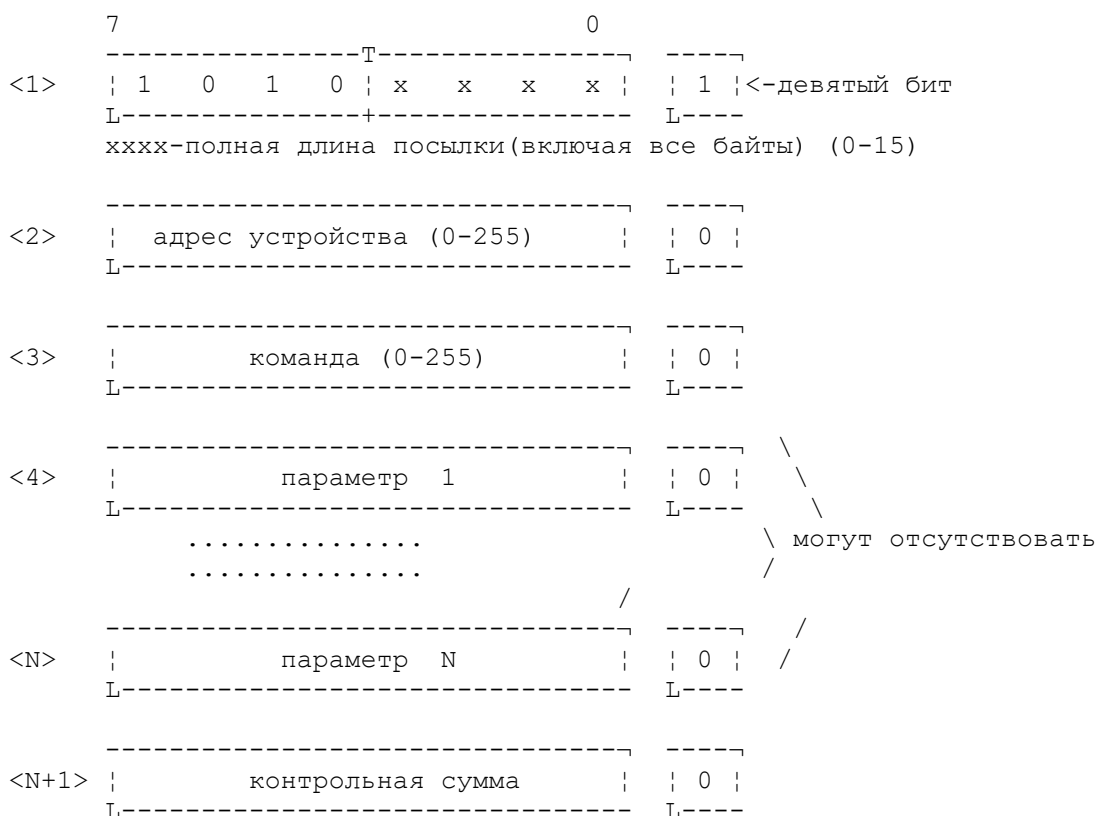 7 0
<1> 1 0 1 0 x x x x 1 <-девятый бит
xxxx-полная длина посылки(включая все байты) (0-15)
<2> адрес устройства (0-255) 0
<3> команда (0-255) 0
<4> параметр 1 0
............... могут отсутствовать
...............
<N> параметр N 0
<N+1> контрольная сумма 0